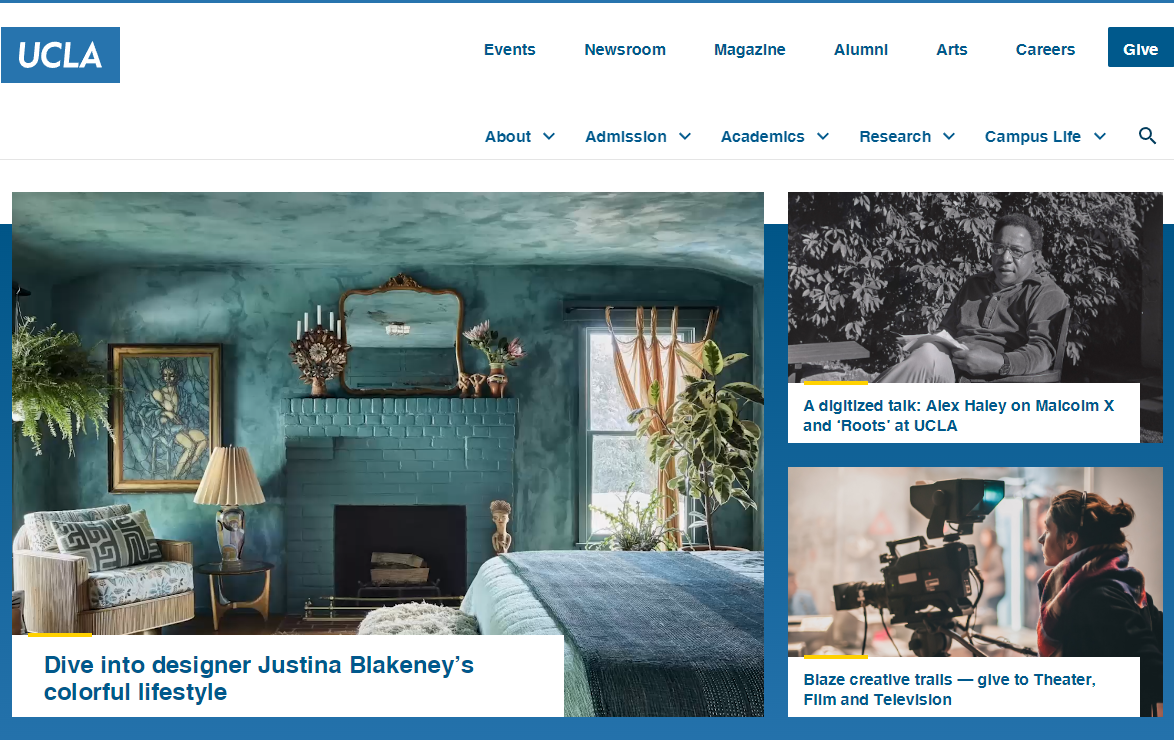 UCLA
Events Newsroom Magazine Alumni Arts Careers Give
About Admission Academics Research Campus Life
A digitized talk: Alex Haley on Malcolm X
and ‘Roots’ at UCLA
Dive into designer Justina Blakeney’s
colorful lifestyle
Blaze creative trails — give to Theater,
Film and Television